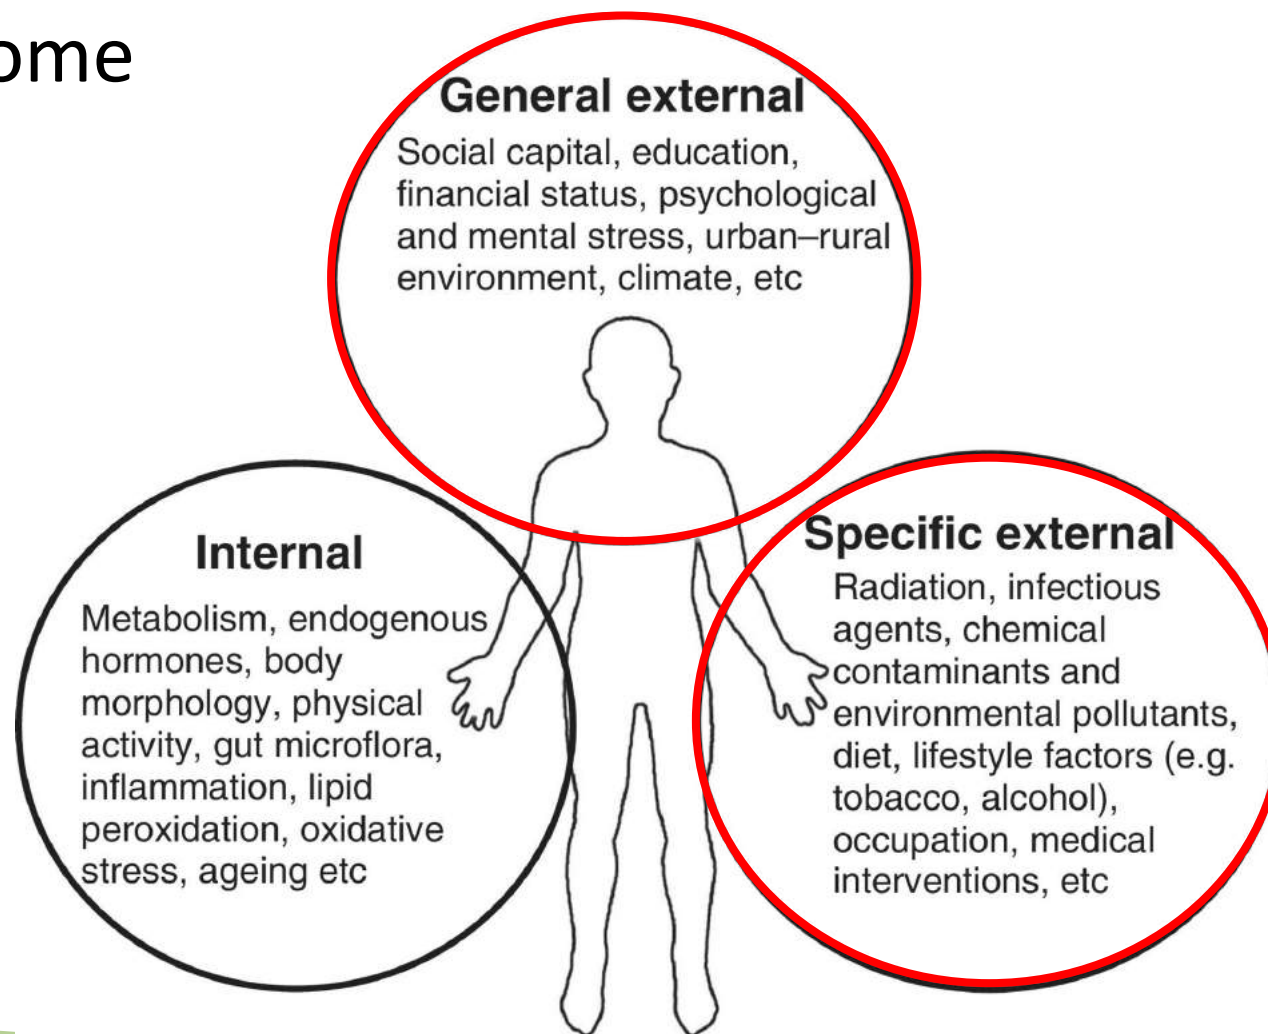 ome
General external
Social capital, education,
financial status, psychological
and mental stress, urban–rural
environment, climate, etc
Internal
Metabolism, endogenous
hormones, body
morphology, physical
activity, gut microflora,
inflammation, lipid
peroxidation, oxidative
stress, ageing etc
Specific external
Radiation, infectious
agents, chemical
contaminants and
environmental pollutants,
diet, lifestyle factors (e.g.
tobacco, alcohol),
occupation, medical
interventions, etc